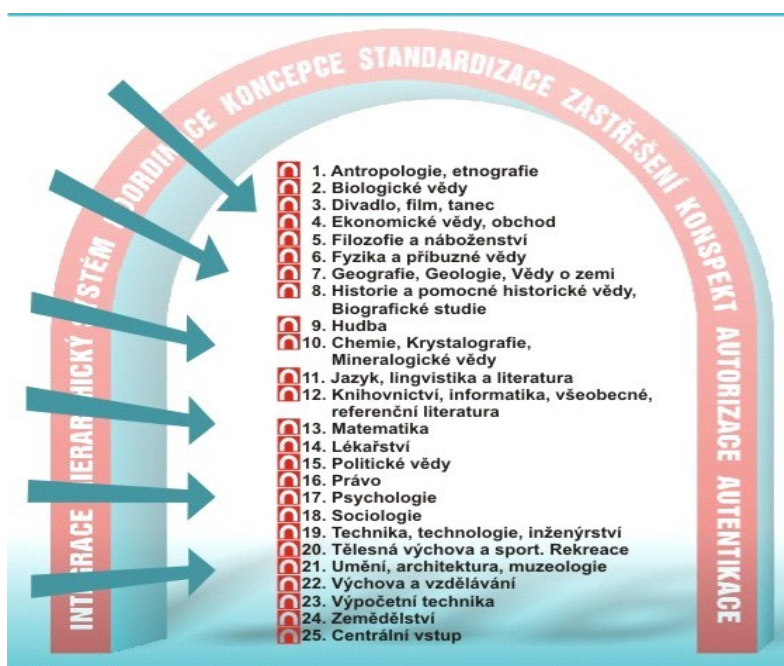 INTEGRACE HIERARCHICKÝ SYSTÉM KOORDINACE KONCEPCE STANDARDIZACE ZASTŘEŠENÍ KONSPEKT AUTORIZACE AUTENTIKACE
1. Antropologie, etnografie
2. Biologické vědy
3. Divadlo, film, tanec
4. Ekonomické vědy, obchod
5. Filozofie a náboženství
6. Fyzika a příbuzné vědy
7. Geografie, Geologie, Vědy o zemi
8. Historie a pomocné historické vědy,
Biografické studie
9. Hudba
10. Chemie, Krystalografie,
Mineralogické vědy
11. Jazyk, lingvistika a literatura
12. Knihovnictví, informatika, všeobecné,
referenční literatura
13. Matematika
14. Lékařství
15. Politické vědy
16. Právo
17. Psychologie
18. Sociologie
19. Technika, technologie, inženýrství
20. Tělesná výchova a sport. Rekreace
21. Umění, architektura, muzeologie
22. Výchova a vzdělávání
23. Výpočetní technika
24. Zemědělství
25. Centrální vstup